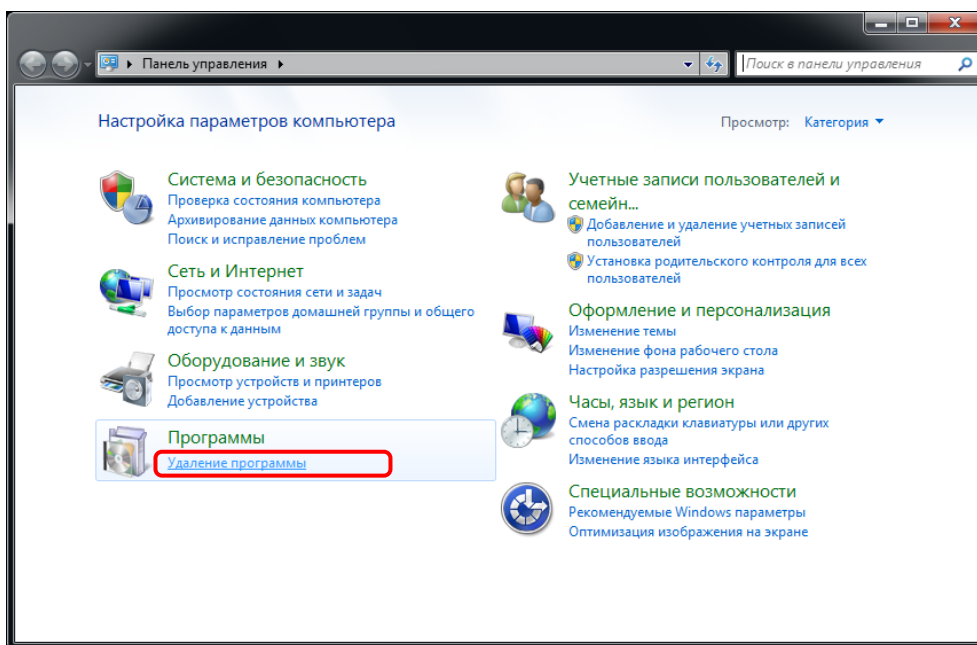 Панель управления
Поиск в панели управления
Настройка параметров компьютера
Просмотр: Категория
Система и безопасность
Проверка состояния компьютера
Архивирование данных компьютера
Поиск и исправление проблем
Сеть и Интернет
Просмотр состояния сети и задач
Выбор параметров домашней группы и общего
доступа к данным
Оборудование и звук
Просмотр устройств и принтеров
Добавление устройства
Программы
Удаление программы
Учетные записи пользователей и
семейн...
Добавление и удаление учетных записей
пользователей
Установка родительского контроля для всех
пользователей
Оформление и персонализация
Изменение темы
Изменение фона рабочего стола
Настройка разрешения экрана
Часы, язык и регион
Смена раскладки клавиатуры или других
способов ввода
Изменение языка интерфейса
Специальные возможности
Рекомендуемые Windows параметры
Оптимизация изображения на экране